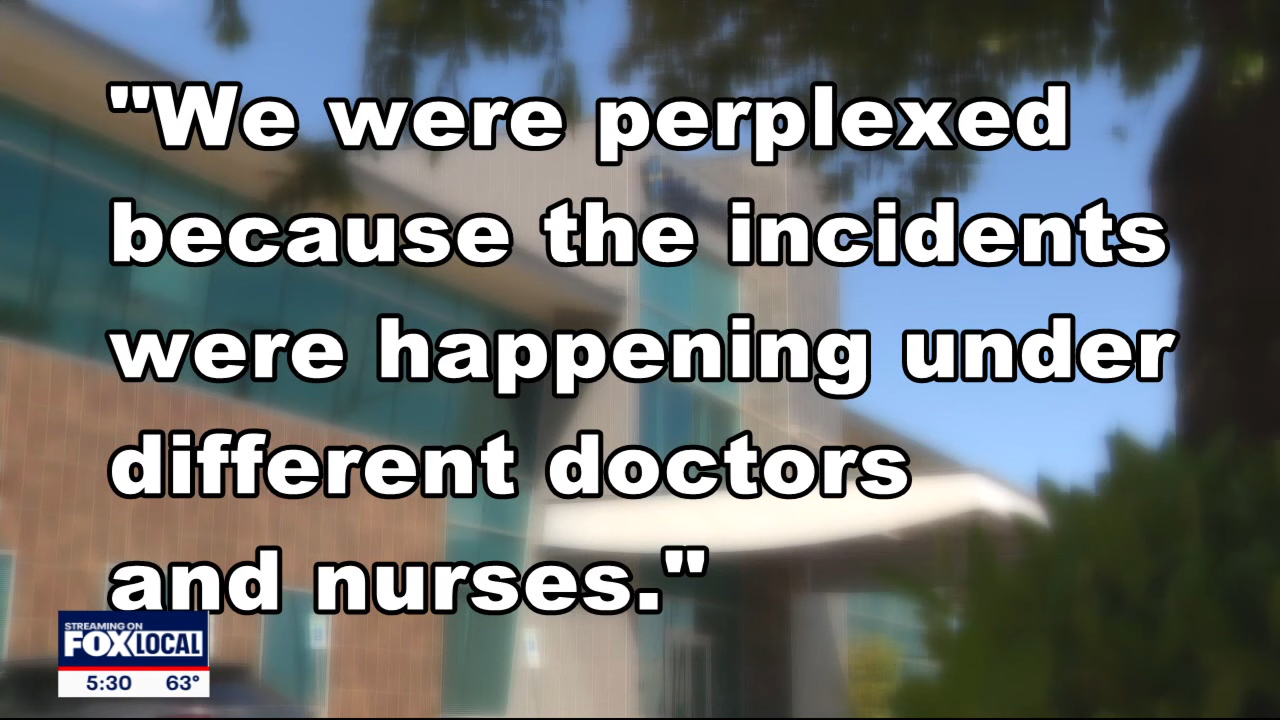 "We were perplexed
because the incidents
were happening under
different doctors
and nurses."
STREAMING ON
FOX LOCAL
5:30 63°